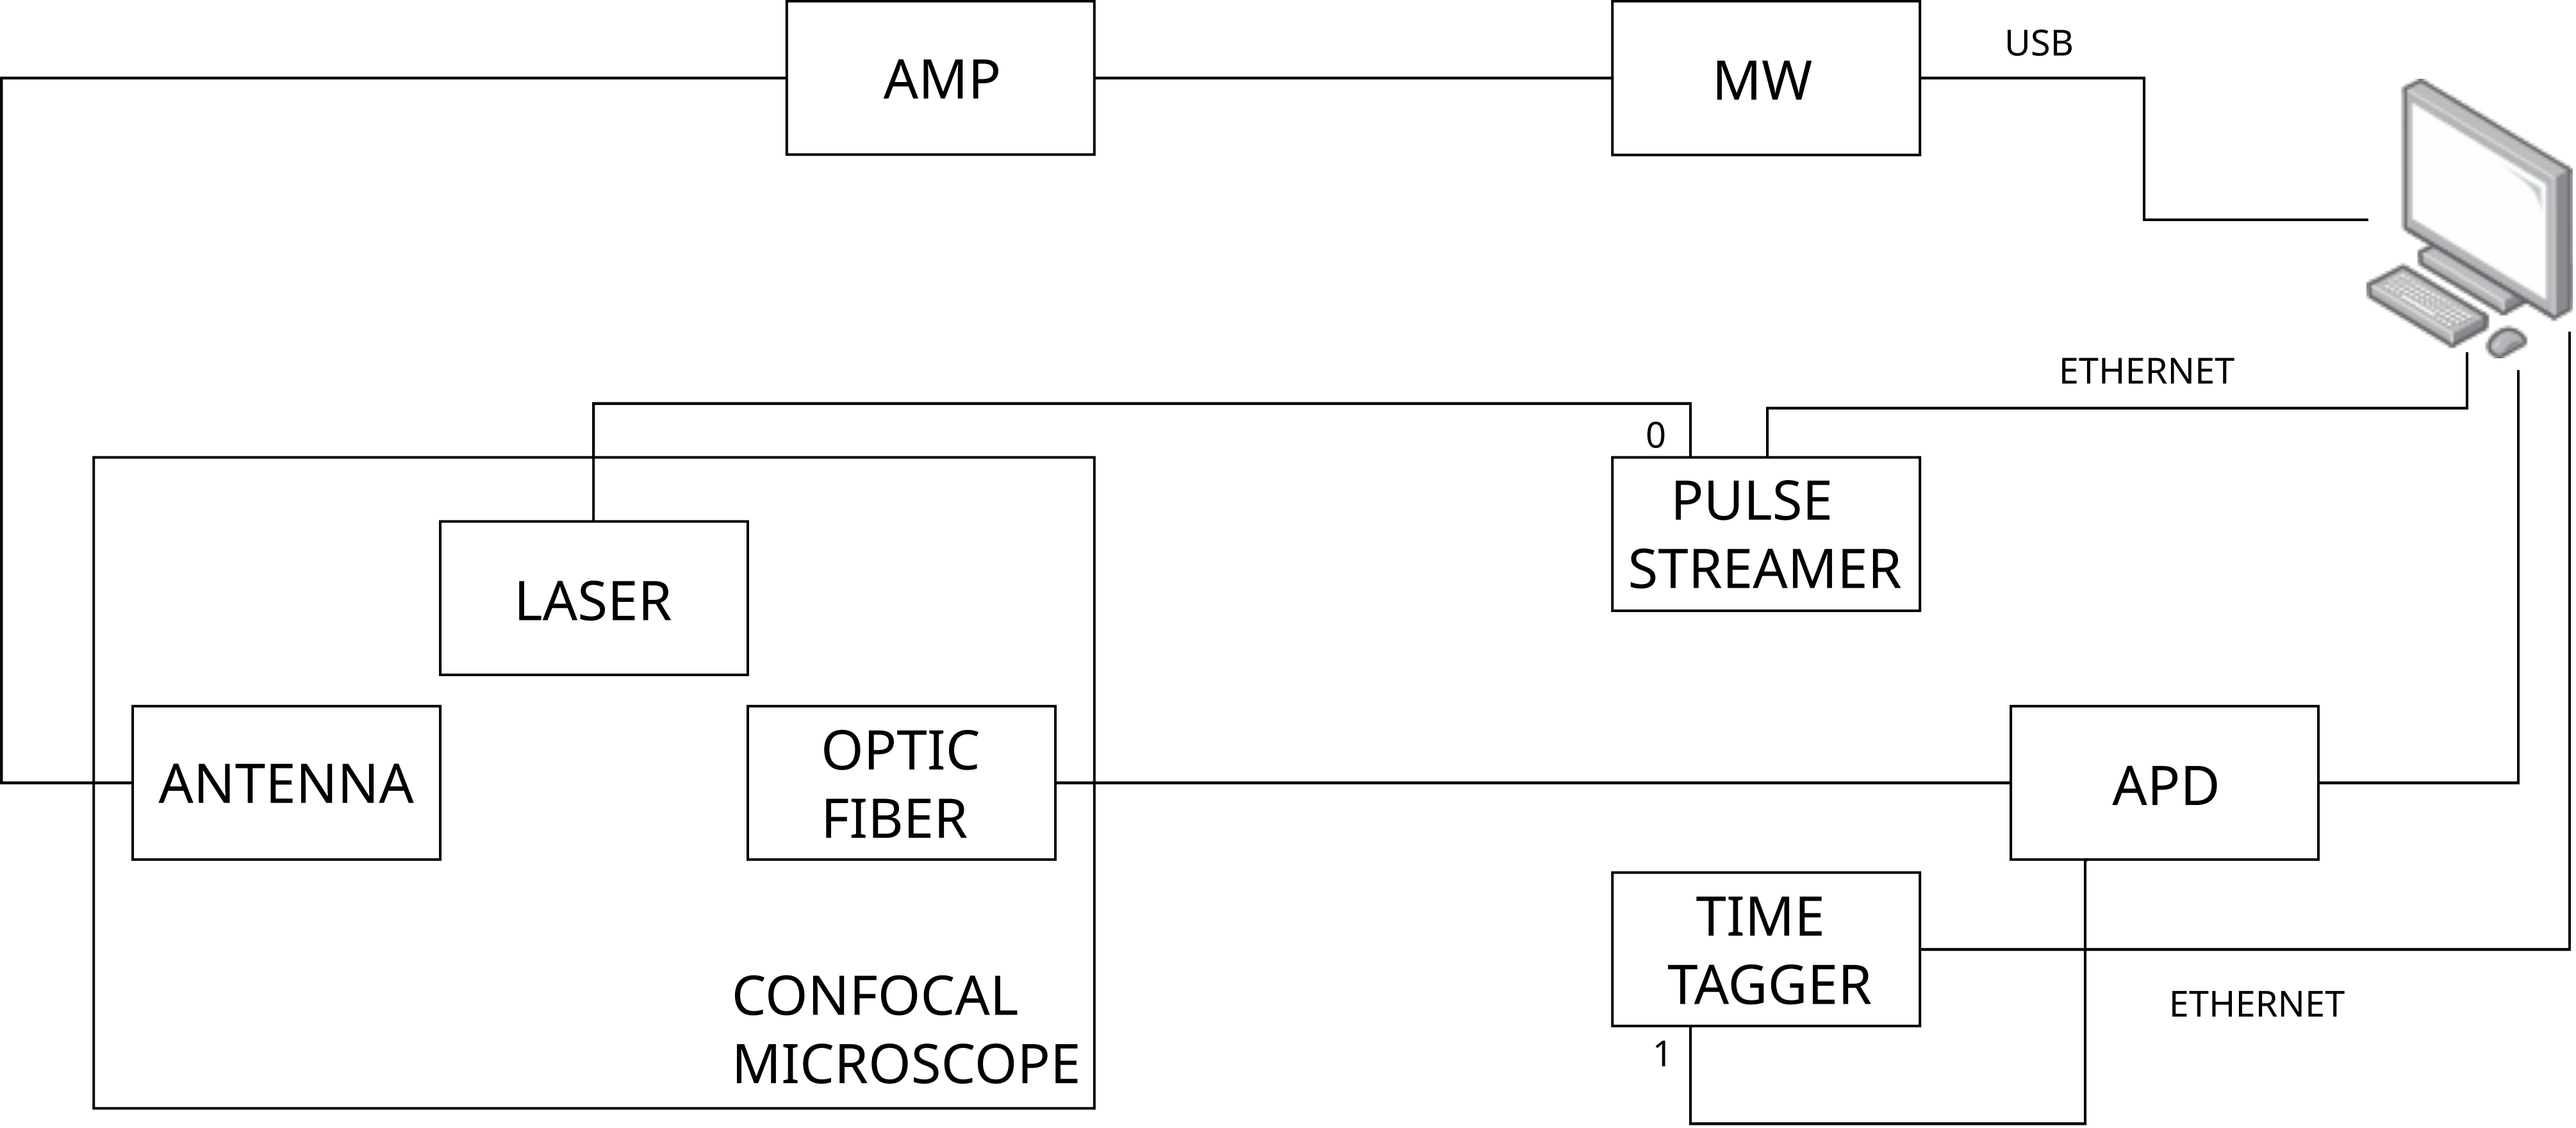 AMP
MW
USB
ETHERNET
0
PULSE
STREAMER
LASER
ANTENNA
OPTIC
FIBER
APD
TIME
TAGGER
CONFOCAL
MICROSCOPE
ETHERNET
1